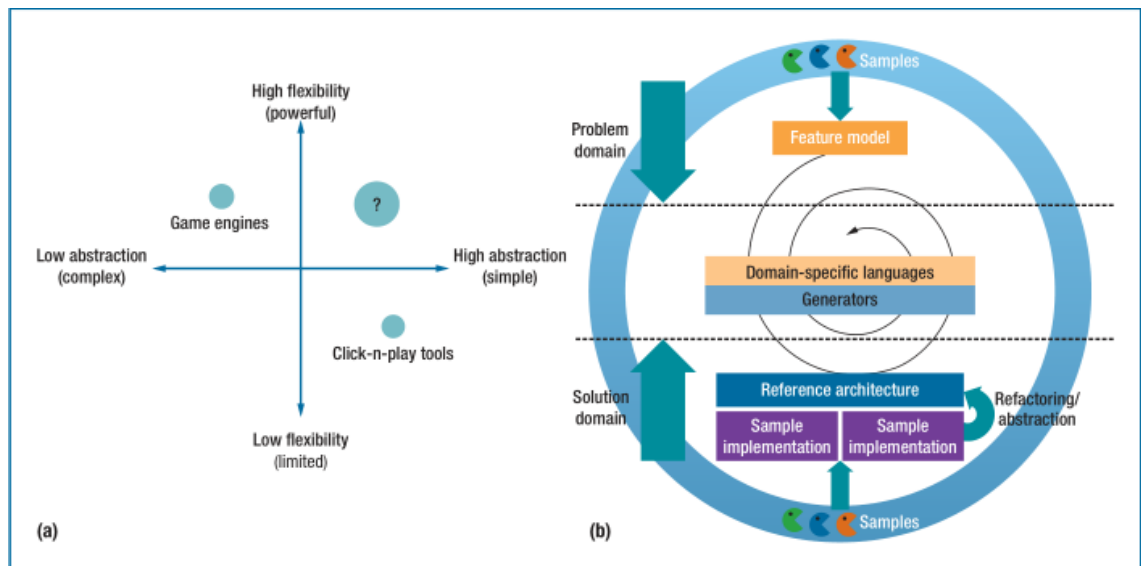 High flexibility
(powerful)
?
Game engines
Low abstraction
(complex)
High abstraction
(simple)
Click-n-play tools
Low flexibility
(limited)
(a)
Samples
Problem
domain
Feature model
Domain-specific languages
Generators
Solution
domain
Reference architecture
Refactoring/
abstraction
Sample
implementation
Sample
implementation
Samples
(b)